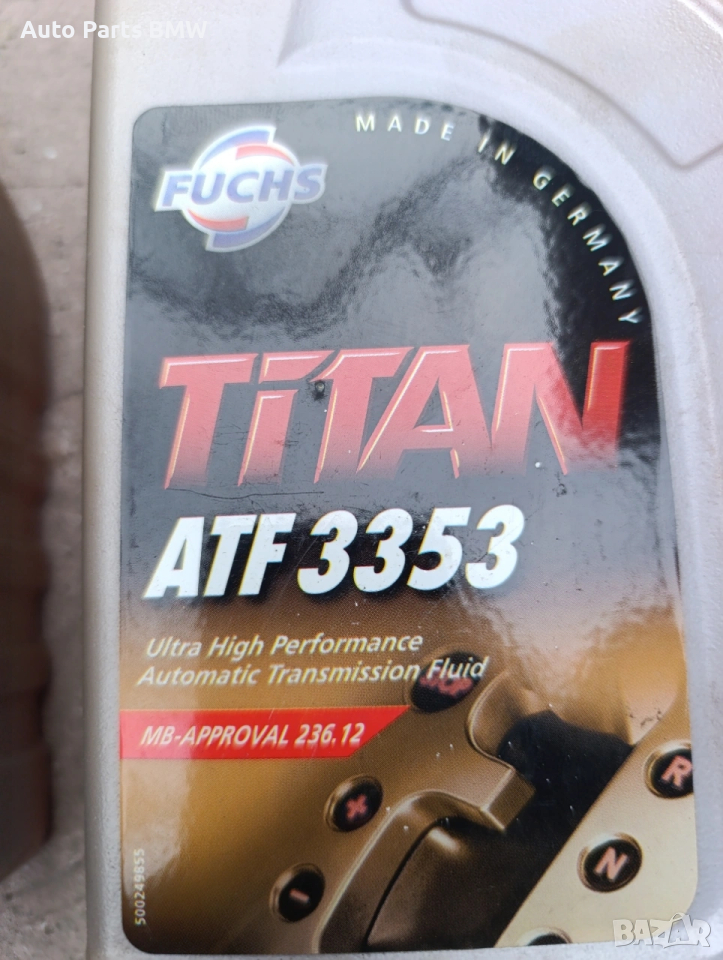 Auto Parts BMW
FUCHS
MADE IN GERMANY
TITAN
ATF 3353
Ultra High Performance
Automatic Transmission Fluid
STOP
MB-APPROVAL 236.12
R
+
N
–
500249855
BAZAR